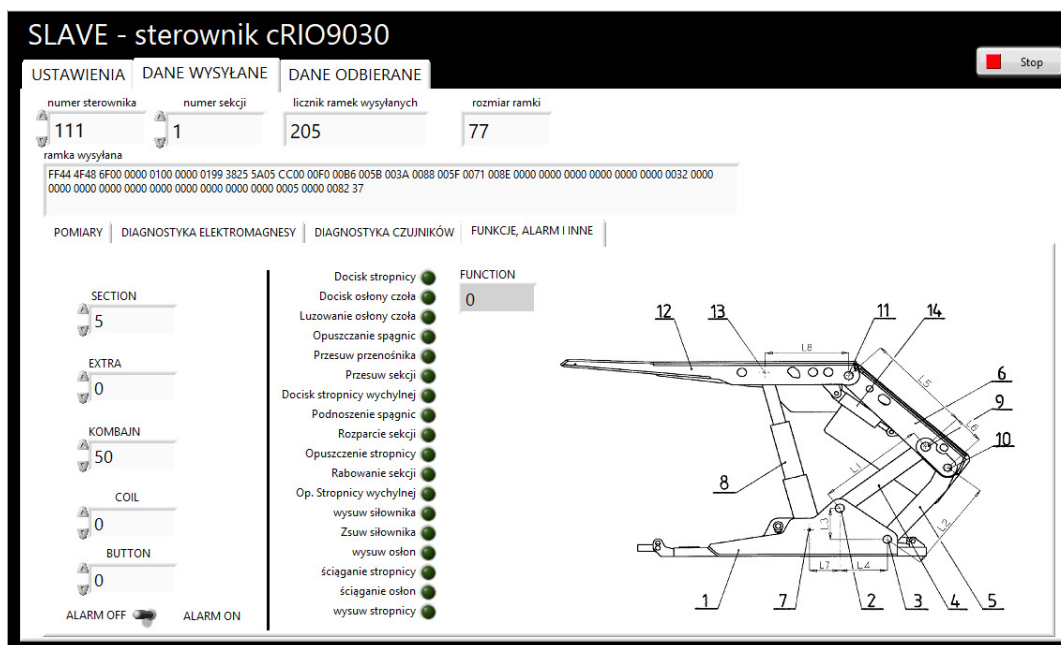 SLAVE - sterownik cRIO9030
Stop
USTAWIENIA DANE WYSYŁANE DANE ODBIERANE
numer sterownika numer sekcji licznik ramek wysyłanych rozmiar ramki
111 1 205 77
ramka wysyłana
FF44 4F48 6F00 0000 0100 0000 0199 3825 5A05 CC00 00F0 00B6 005B 003A 0088 005F 0071 008E 0000 0000 0000 0000 0000 0000 0000 0032 0000
0000 0000 0000 0000 0000 0000 0000 0000 0000 0000 0005 0000 0082 37
POMIARY DIAGNOSTYKA ELEKTROMAGNESY DIAGNOSTYKA CZUJNIKÓW FUNKCJE, ALARM I INNE
SECTION
5
EXTRA
0
KOMBAJN
50
COIL
0
BUTTON
0
ALARM OFF ALARM ON
Docisk stropnicy
Docisk osłony czoła
Luzowanie osłony czoła
Opuszczanie spągnic
Przesuw przenośnika
Przesuw sekcji
Docisk stropnicy wychylnej
Podnoszenie spągnic
Rozparcie sekcji
Opuszczenie stropnicy
Rabowanie sekcji
Op. Stropnicy wychylnej
wysuw siłownika
Zsuw siłownika
wysuw osłon
ściąganie stropnicy
ściąganie osłon
wysuw stropnicy
FUNCTION
0
12 13 11 14
L8
L5
6
9
L6
10
L1
8
L3
L2
L7 L4
1 7 2 3 4 5